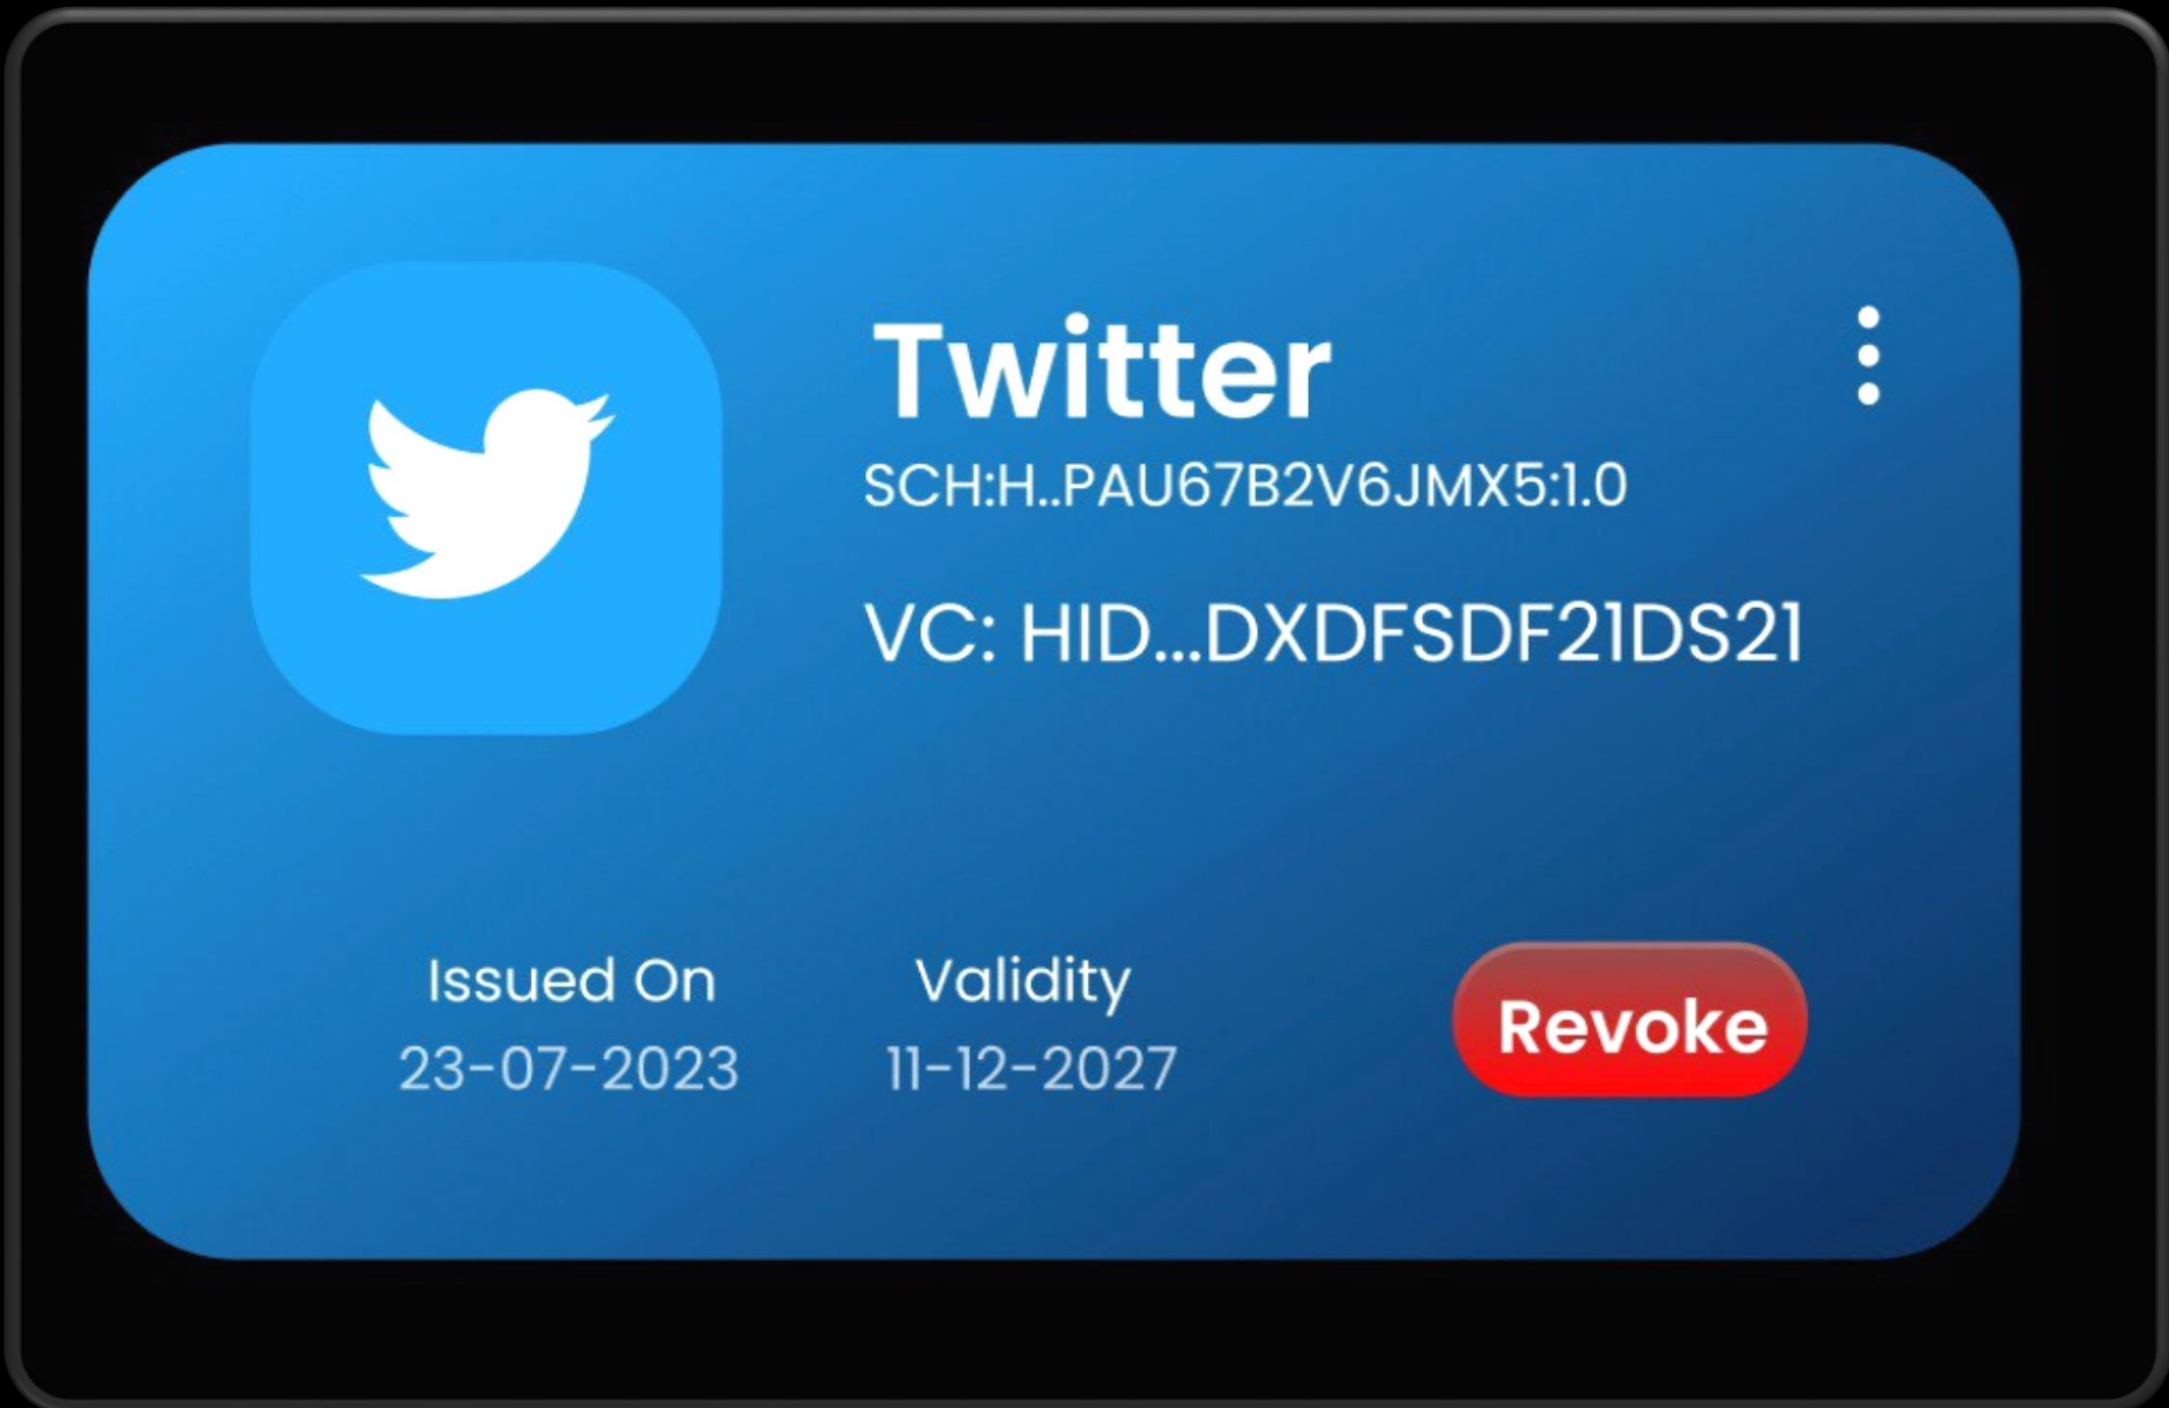 Twitter
SCH:H..PAU67B2V6JMX5:1.0
VC: HID...DXDFSDF21DS21
Issued On
23-07-2023
Validity
11-12-2027
Revoke